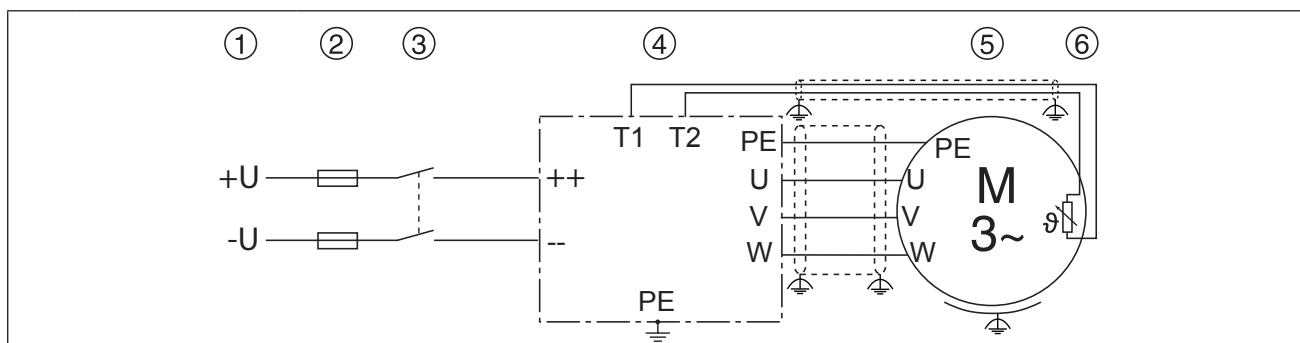 ① ② ③ ④ ⑤ ⑥
T1 T2
PE PE
+U ++ U U
M
V V
3~
ϑ
-U -- W W
PE